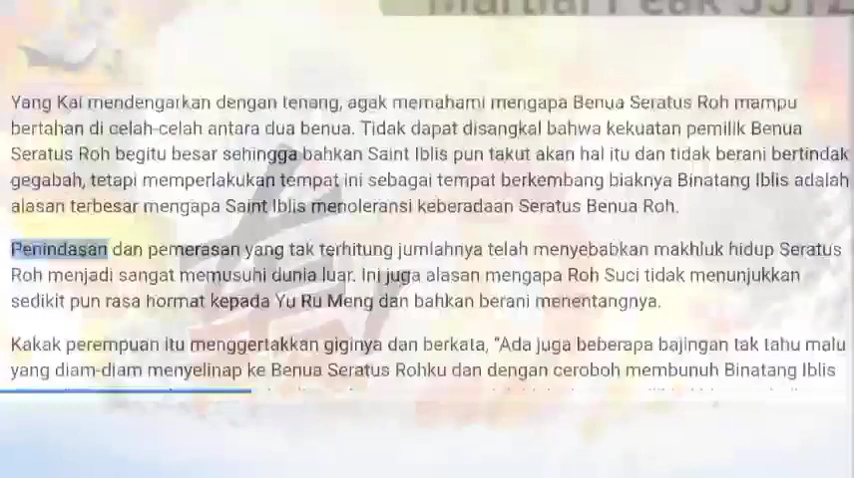 Martial Peak 3312
Yang Kai mendengarkan dengan tenang, agak memahami mengapa Benua Seratus Roh mampu
bertahan di celah-celah antara dua benua. Tidak dapat disangkal bahwa kekuatan pemilik Benua
Seratus Roh begitu besar sehingga bahkan Saint Iblis pun takut akan hal itu dan tidak berani bertindak
gegabah, tetapi memperlakukan tempat ini sebagai tempat berkembang biaknya Binatang Iblis adalah
alasan terbesar mengapa Saint Iblis menoleransi keberadaan Seratus Benua Roh.
Penindasan dan pemerasan yang tak terhitung jumlahnya telah menyebabkan makhluk hidup Seratus
Roh menjadi sangat memusuhi dunia luar. Ini juga alasan mengapa Roh Suci tidak menunjukkan
sedikit pun rasa hormat kepada Yu Ru Meng dan bahkan berani menentangnya.
Kakak perempuan itu menggertakkan giginya dan berkata, "Ada juga beberapa bajingan tak tahu malu
yang diam-diam menyelinap ke Benua Seratus Rohku dan dengan ceroboh membunuh Binatang Iblis